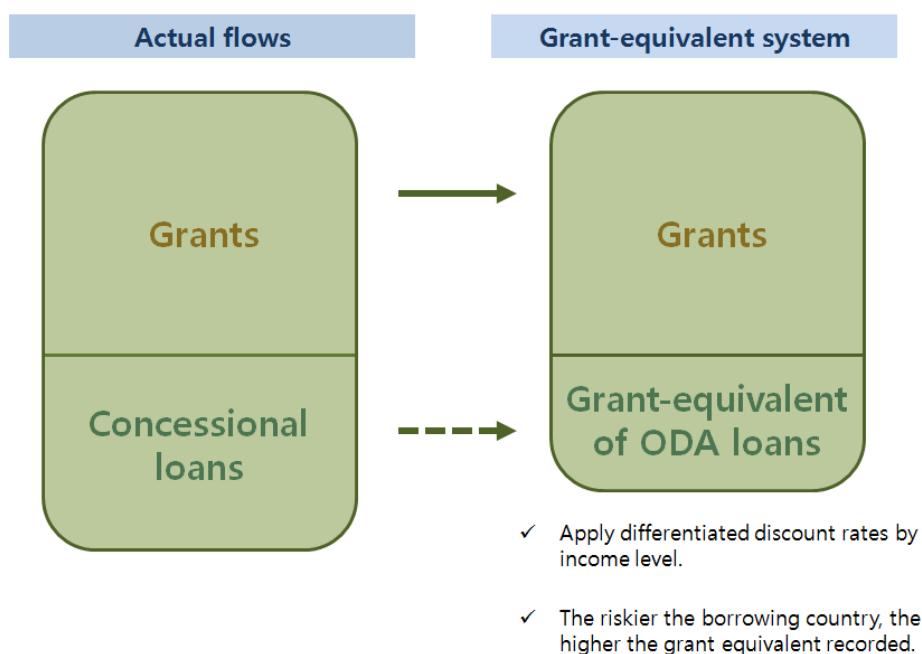 Actual flows
Grant-equivalent system
Grants
Grants
Concessional
loans
Grant-equivalent
of ODA loans
✓ Apply differentiated discount rates by
income level.
✓ The riskier the borrowing country, the
higher the grant equivalent recorded.